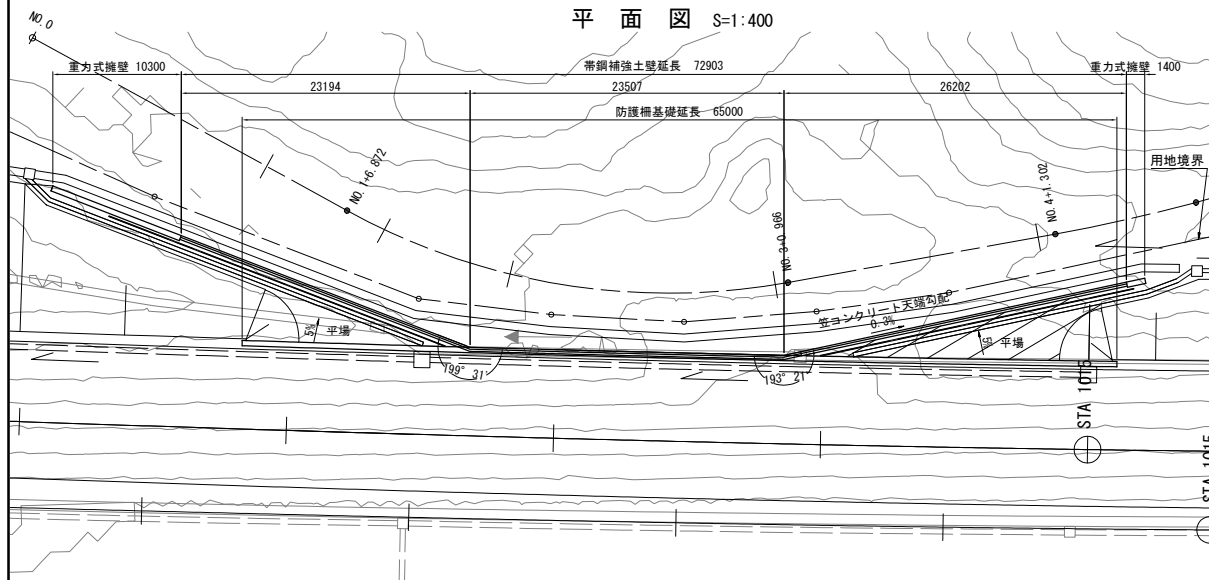 平 面 図 S=1:400
NO.0
重力式擁壁 10300
帯鋼補強土壁延長 72903
重力式擁壁 1400
23194
23507
26202
防護柵基礎延長 65000
用地境界
NO.1+6.872
NO.3+0.966
NO.4+1.302
笠コンクリート天端勾配
0.3%
5% 平場
5% 平場
199° 31'
193° 21'
STA 1015
STA 1015